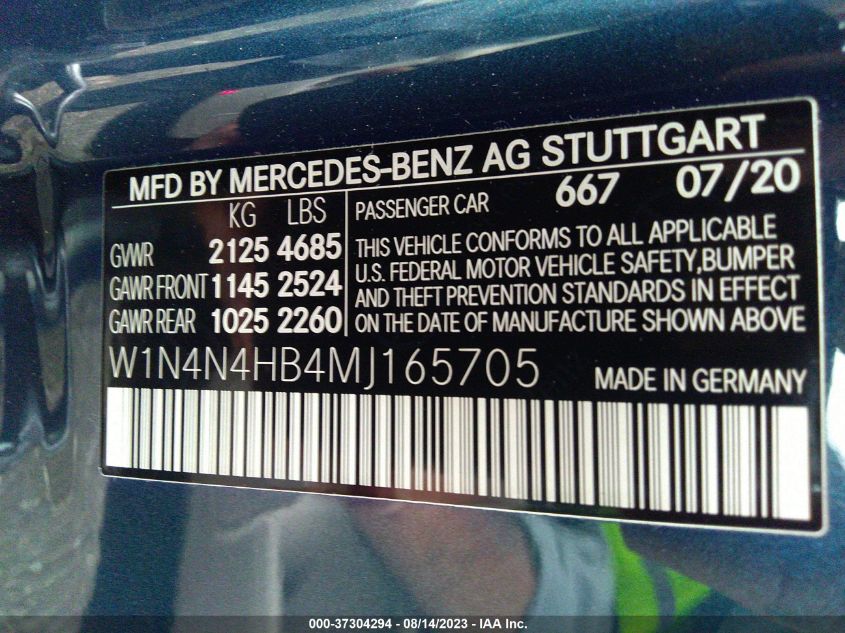 MFD BY MERCEDES-BENZ AG STUTTGART
KG LBS
GVWR 2125 4685
GAWR FRONT 1145 2524
GAWR REAR 1025 2260
PASSENGER CAR 667 07/20
THIS VEHICLE CONFORMS TO ALL APPLICABLE
U.S. FEDERAL MOTOR VEHICLE SAFETY,BUMPER
AND THEFT PREVENTION STANDARDS IN EFFECT
ON THE DATE OF MANUFACTURE SHOWN ABOVE
W1N4N4HB4MJ165705
MADE IN GERMANY
000-37304294 - 08/14/2023 - IAA Inc.